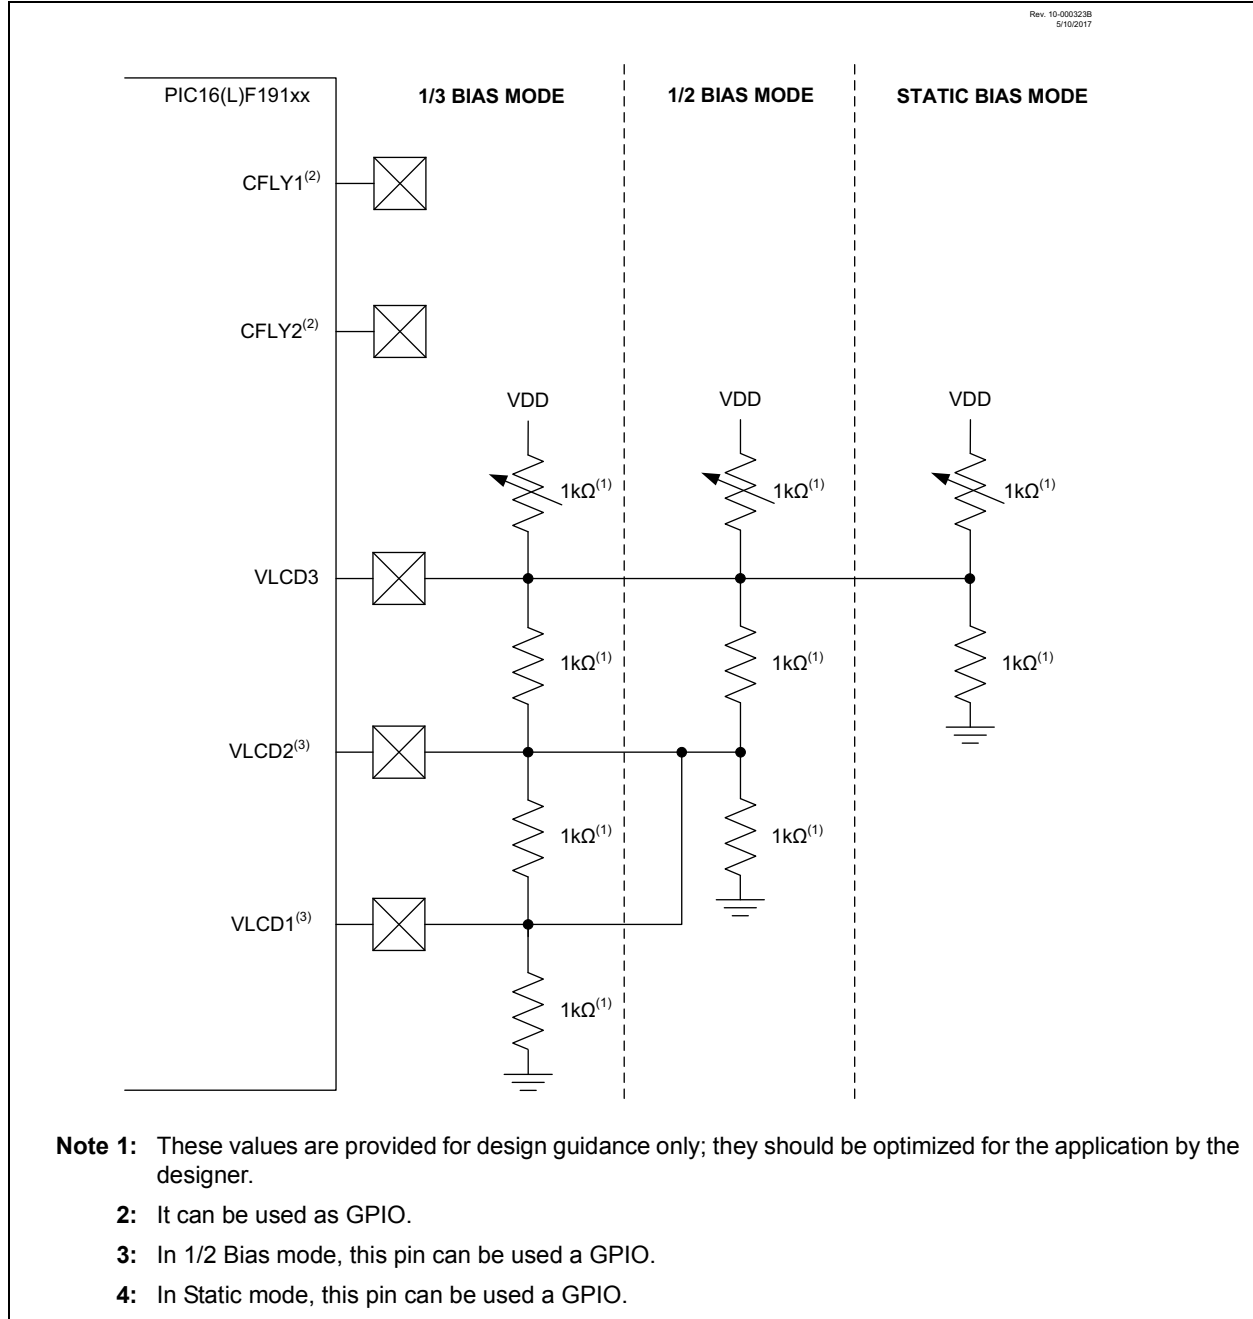 Rev. 10-000323B
5/10/2017
PIC16(L)F191xx
1/3 BIAS MODE
1/2 BIAS MODE
STATIC BIAS MODE
CFLY1(2)
CFLY2(2)
VDD
VDD
VDD
1kΩ(1)
1kΩ(1)
1kΩ(1)
VLCD3
1kΩ(1)
1kΩ(1)
1kΩ(1)
VLCD2(3)
1kΩ(1)
1kΩ(1)
VLCD1(3)
1kΩ(1)
Note 1: These values are provided for design guidance only; they should be optimized for the application by the
designer.
2: It can be used as GPIO.
3: In 1/2 Bias mode, this pin can be used a GPIO.
4: In Static mode, this pin can be used a GPIO.